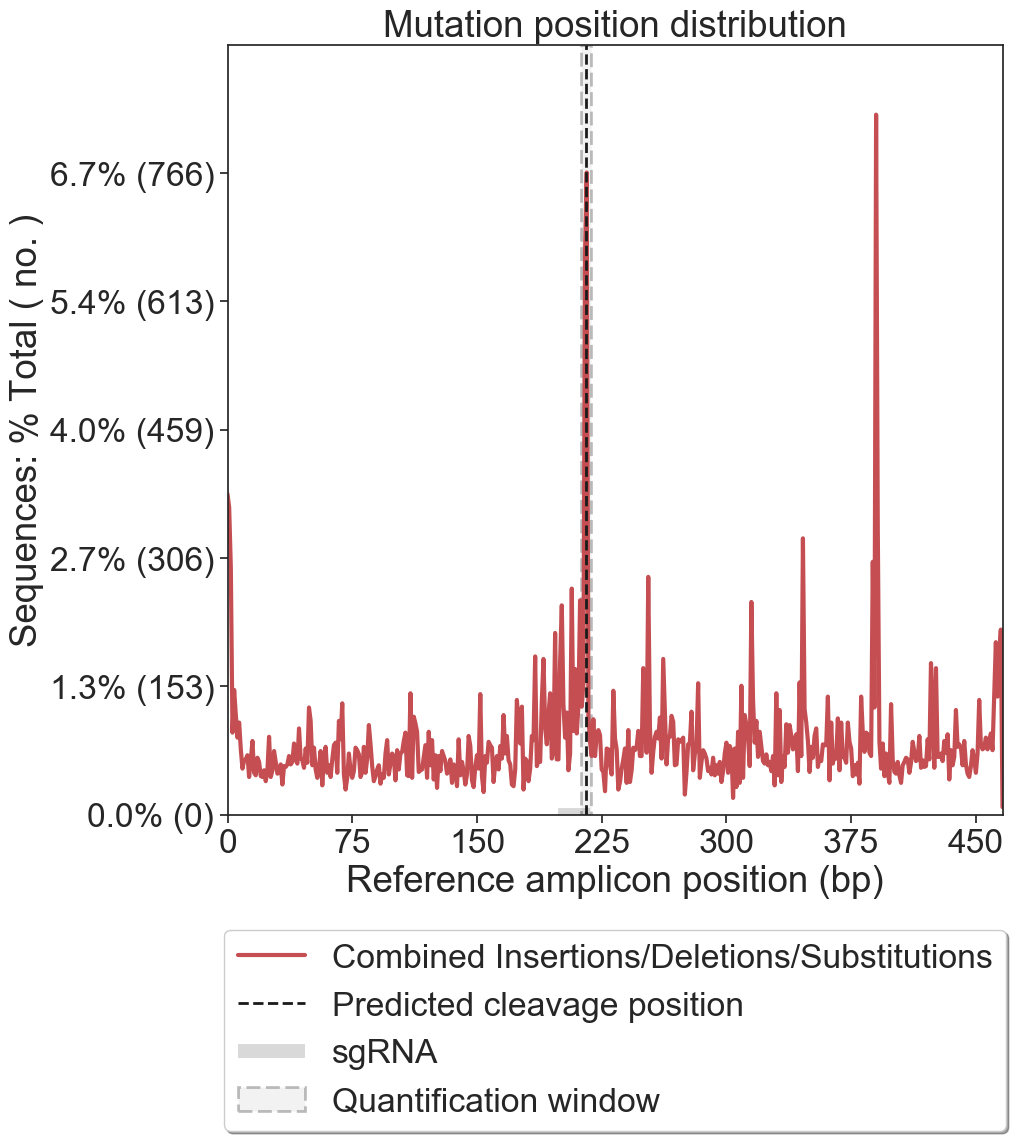 Mutation position distribution
Sequences: % Total ( no. )
6.7% (766)
5.4% (613)
4.0% (459)
2.7% (306)
1.3% (153)
0.0% (0)
0 75 150 225 300 375 450
Reference amplicon position (bp)
Combined Insertions/Deletions/Substitutions
Predicted cleavage position
sgRNA
Quantification window